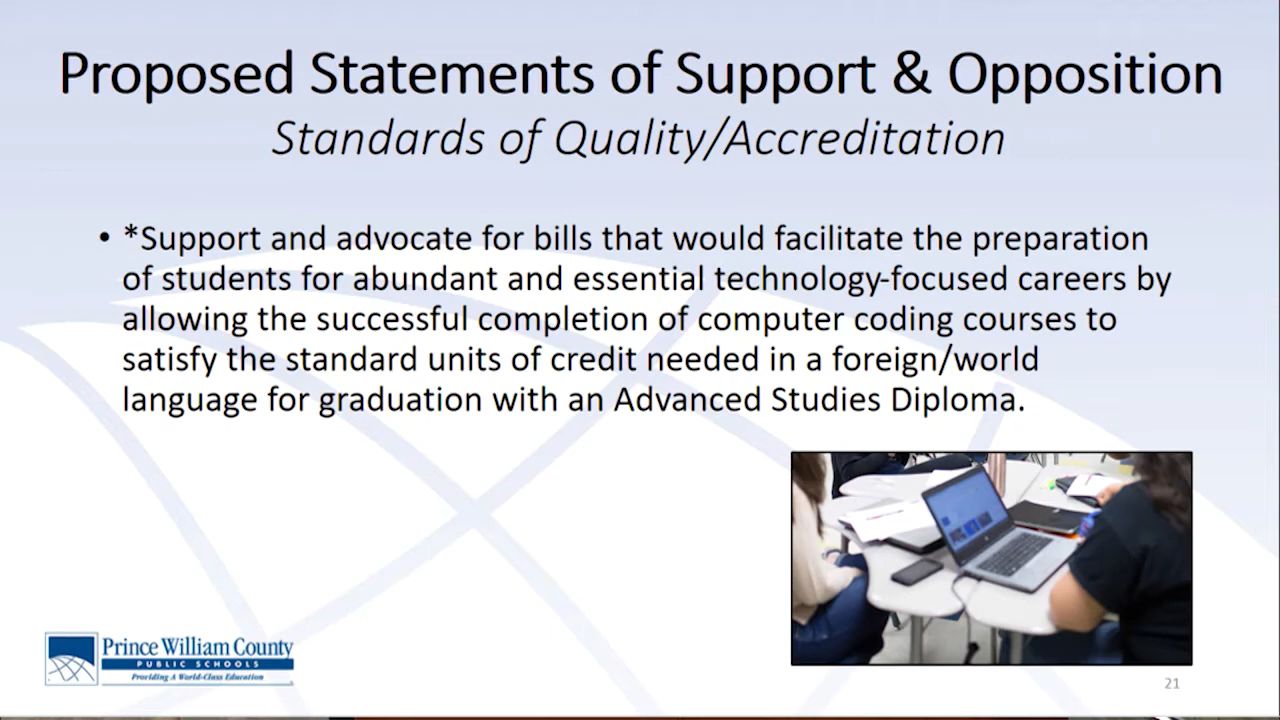 Proposed Statements of Support & Opposition
Standards of Quality/Accreditation
• *Support and advocate for bills that would facilitate the preparation
of students for abundant and essential technology-focused careers by
allowing the successful completion of computer coding courses to
satisfy the standard units of credit needed in a foreign/world
language for graduation with an Advanced Studies Diploma.
Prince William County
PUBLIC SCHOOLS
Providing A World-Class Education
21